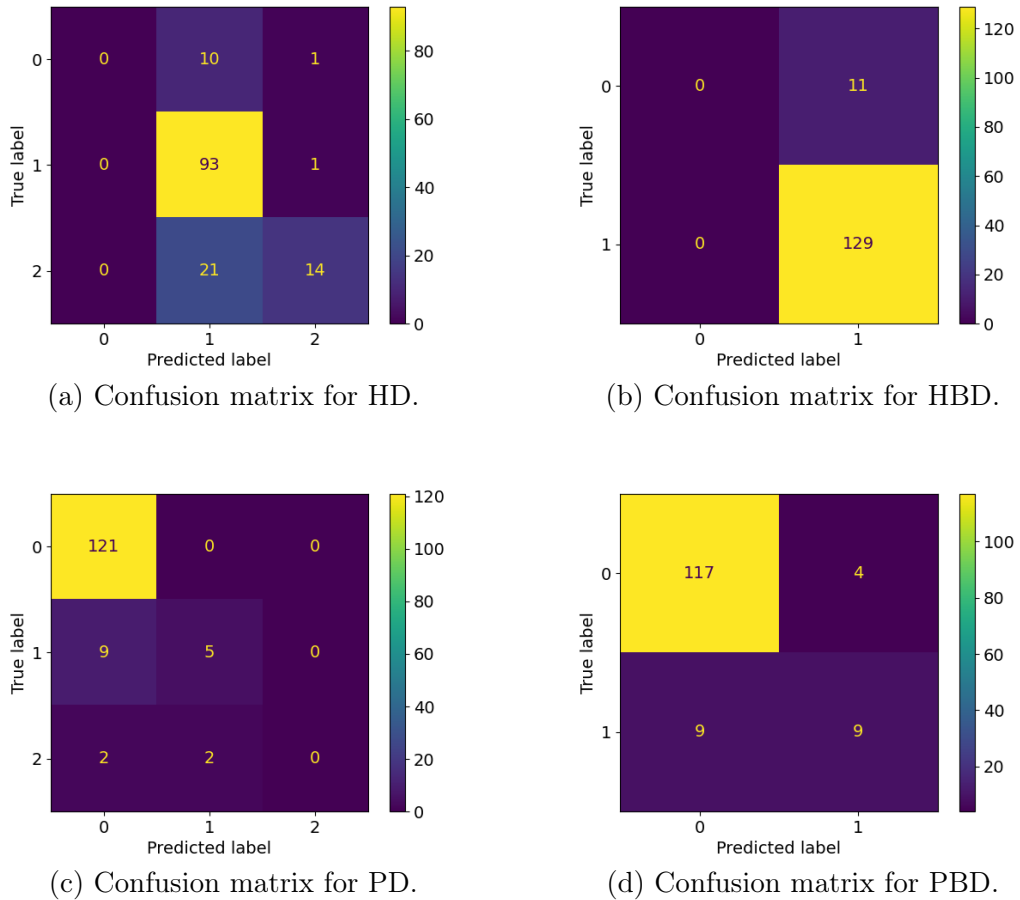 0 10 1
0 93 1
0 21 14
True label
0
1
2
0 1 2
Predicted label
80
60
40
20
0
(a) Confusion matrix for HD.
0 11
0 129
True label
0
1
0 1
Predicted label
120
100
80
60
40
20
0
(b) Confusion matrix for HBD.
121 0 0
9 5 0
2 2 0
True label
0
1
2
0 1 2
Predicted label
120
100
80
60
40
20
0
(c) Confusion matrix for PD.
117 4
9 9
True label
0
1
0 1
Predicted label
100
80
60
40
20
(d) Confusion matrix for PBD.